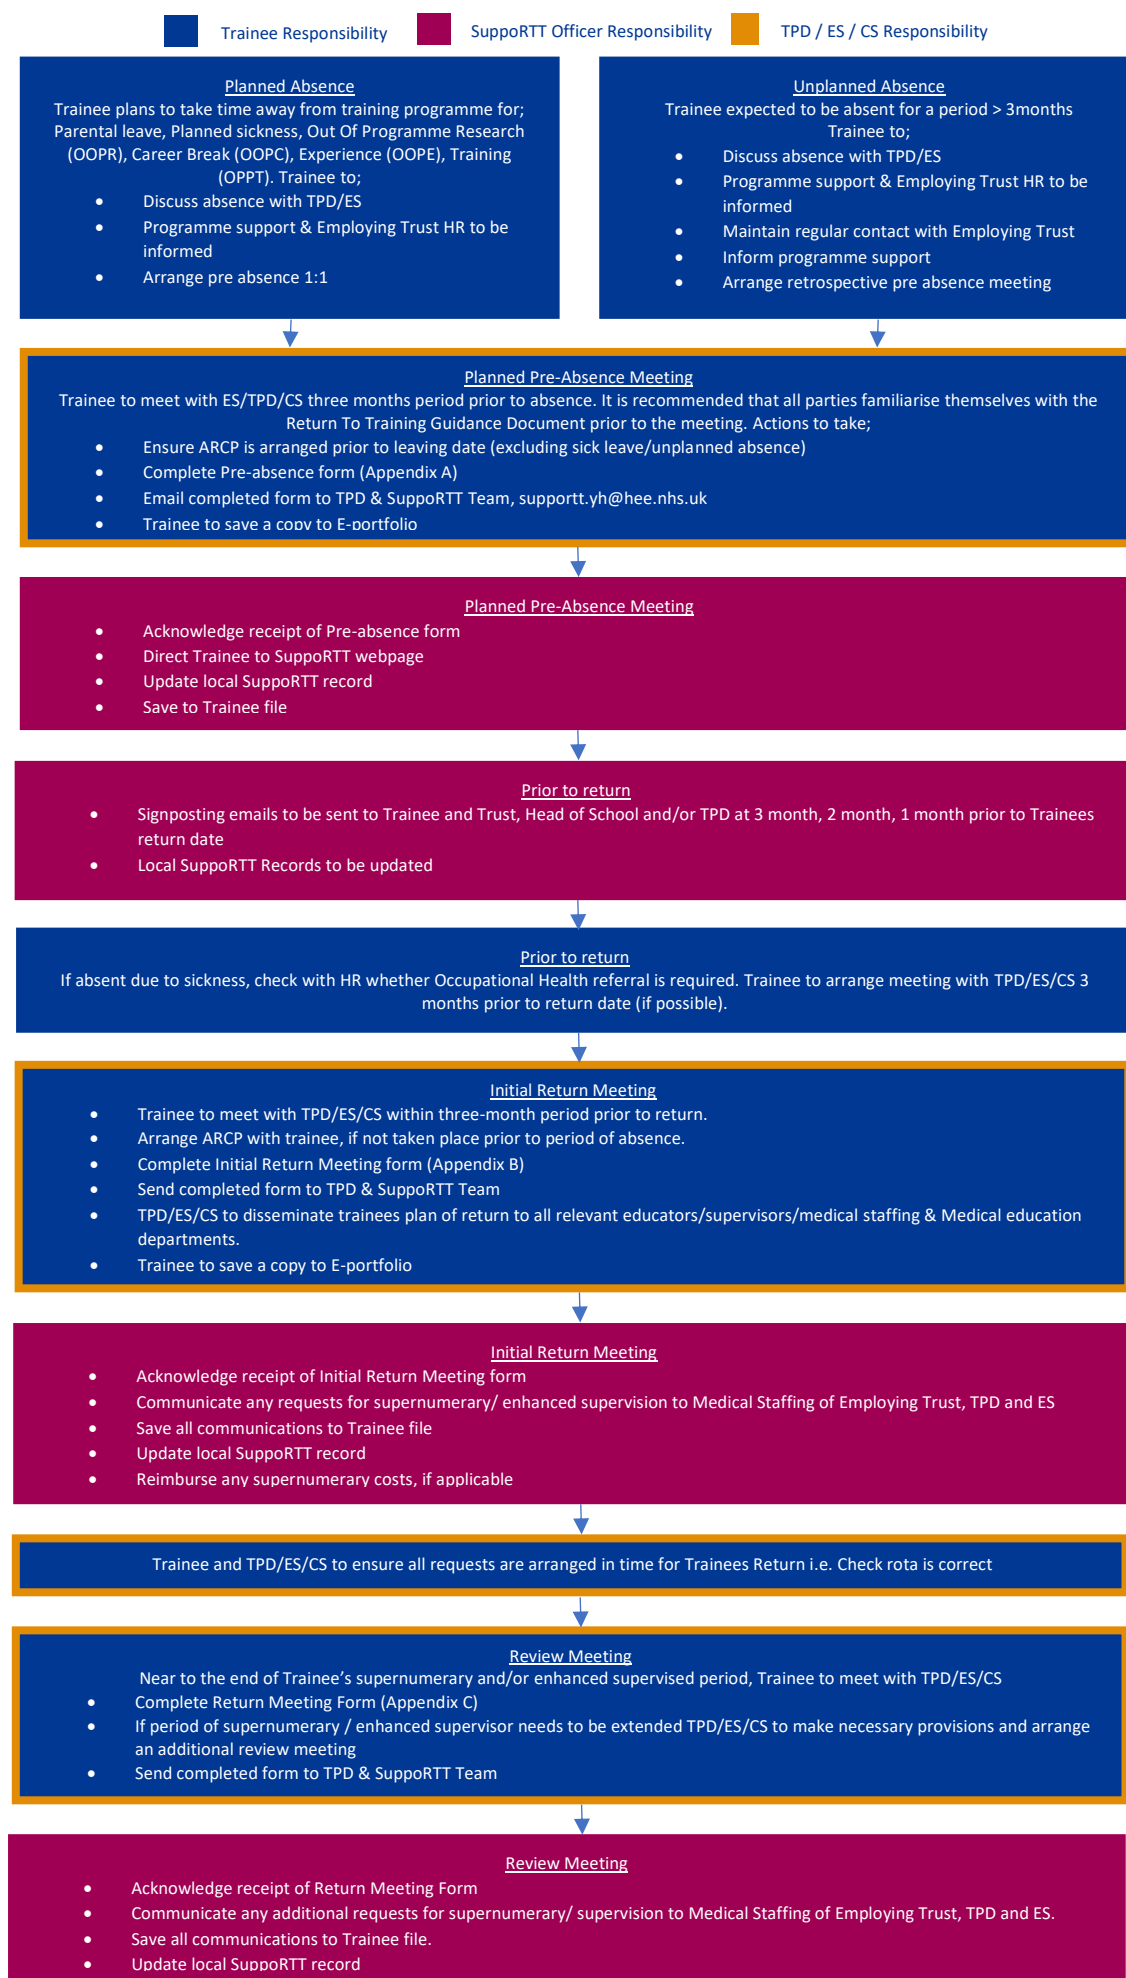 Trainee Responsibility
SuppoRTT Officer Responsibility
TPD / ES / CS Responsibility
Planned Absence
Trainee plans to take time away from training programme for;
Parental leave, Planned sickness, Out Of Programme Research
(OOPR), Career Break (OOPC), Experience (OOPE), Training
(OPPT). Trainee to;
• Discuss absence with TPD/ES
• Programme support & Employing Trust HR to be
informed
• Arrange pre absence 1:1
Unplanned Absence
Trainee expected to be absent for a period > 3months
Trainee to;
• Discuss absence with TPD/ES
• Programme support & Employing Trust HR to be
informed
• Maintain regular contact with Employing Trust
• Inform programme support
• Arrange retrospective pre absence meeting
Planned Pre-Absence Meeting
Trainee to meet with ES/TPD/CS three months period prior to absence. It is recommended that all parties familiarise themselves with the
Return To Training Guidance Document prior to the meeting. Actions to take;
• Ensure ARCP is arranged prior to leaving date (excluding sick leave/unplanned absence)
• Complete Pre-absence form (Appendix A)
• Email completed form to TPD & SuppoRTT Team, supportt.yh@hee.nhs.uk
• Trainee to save a copy to E-portfolio
Planned Pre-Absence Meeting
• Acknowledge receipt of Pre-absence form
• Direct Trainee to SuppoRTT webpage
• Update local SuppoRTT record
• Save to Trainee file
Prior to return
• Signposting emails to be sent to Trainee and Trust, Head of School and/or TPD at 3 month, 2 month, 1 month prior to Trainees
return date
• Local SuppoRTT Records to be updated
Prior to return
If absent due to sickness, check with HR whether Occupational Health referral is required. Trainee to arrange meeting with TPD/ES/CS 3
months prior to return date (if possible).
Initial Return Meeting
• Trainee to meet with TPD/ES/CS within three-month period prior to return.
• Arrange ARCP with trainee, if not taken place prior to period of absence.
• Complete Initial Return Meeting form (Appendix B)
• Send completed form to TPD & SuppoRTT Team
• TPD/ES/CS to disseminate trainees plan of return to all relevant educators/supervisors/medical staffing & Medical education
departments.
• Trainee to save a copy to E-portfolio
Initial Return Meeting
• Acknowledge receipt of Initial Return Meeting form
• Communicate any requests for supernumerary/ enhanced supervision to Medical Staffing of Employing Trust, TPD and ES
• Save all communications to Trainee file
• Update local SuppoRTT record
• Reimburse any supernumerary costs, if applicable
Trainee and TPD/ES/CS to ensure all requests are arranged in time for Trainees Return i.e. Check rota is correct
Review Meeting
Near to the end of Trainee’s supernumerary and/or enhanced supervised period, Trainee to meet with TPD/ES/CS
• Complete Return Meeting Form (Appendix C)
• If period of supernumerary / enhanced supervisor needs to be extended TPD/ES/CS to make necessary provisions and arrange
an additional review meeting
• Send completed form to TPD & SuppoRTT Team
Review Meeting
• Acknowledge receipt of Return Meeting Form
• Communicate any additional requests for supernumerary/ supervision to Medical Staffing of Employing Trust, TPD and ES.
• Save all communications to Trainee file.
• Update local SuppoRTT record